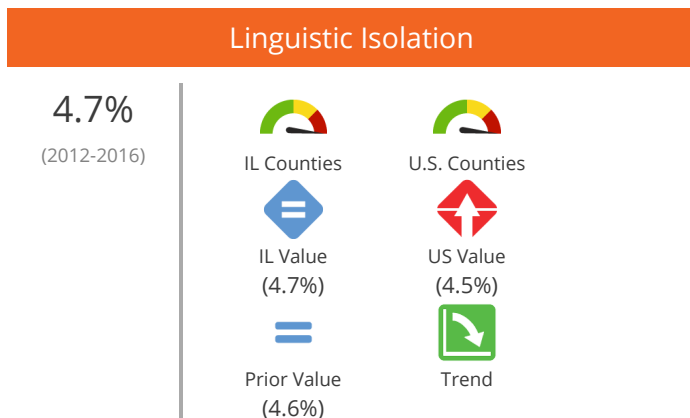 Linguistic Isolation
4.7%
(2012-2016)
IL Counties
U.S. Counties
IL Value
(4.7%)
US Value
(4.5%)
Prior Value
(4.6%)
Trend